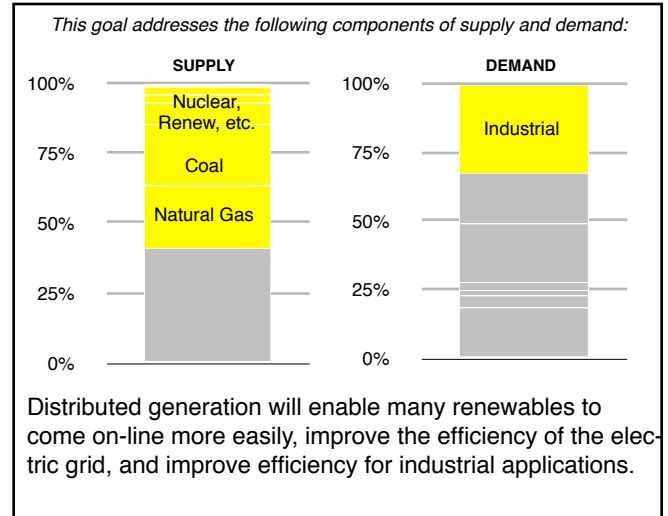 This goal addresses the following components of supply and demand:
SUPPLY
100%
Nuclear,
Renew, etc.
75%
Coal
50%
Natural Gas
25%
0%
DEMAND
100%
Industrial
75%
50%
25%
0%
Distributed generation will enable many renewables to
come on-line more easily, improve the efficiency of the elec-
tric grid, and improve efficiency for industrial applications.